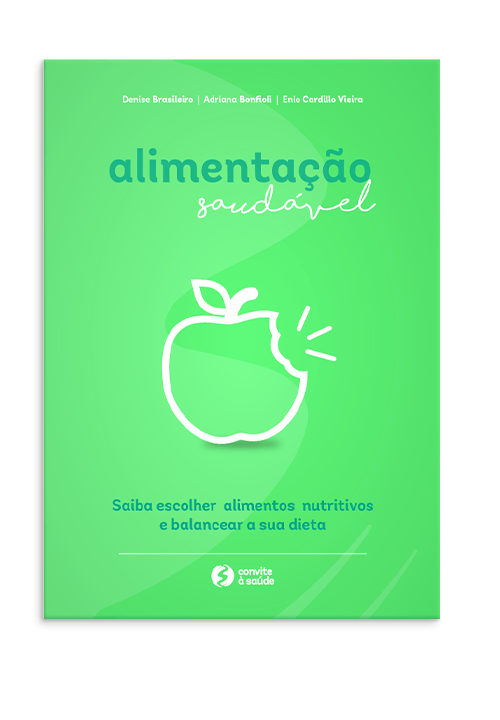 Denise Brasileiro | Adriana Bonfioli | Enio Cardillo Vieira
alimentação
saudável
Saiba escolher alimentos nutritivos
e balancear a sua dieta
convite
à saúde